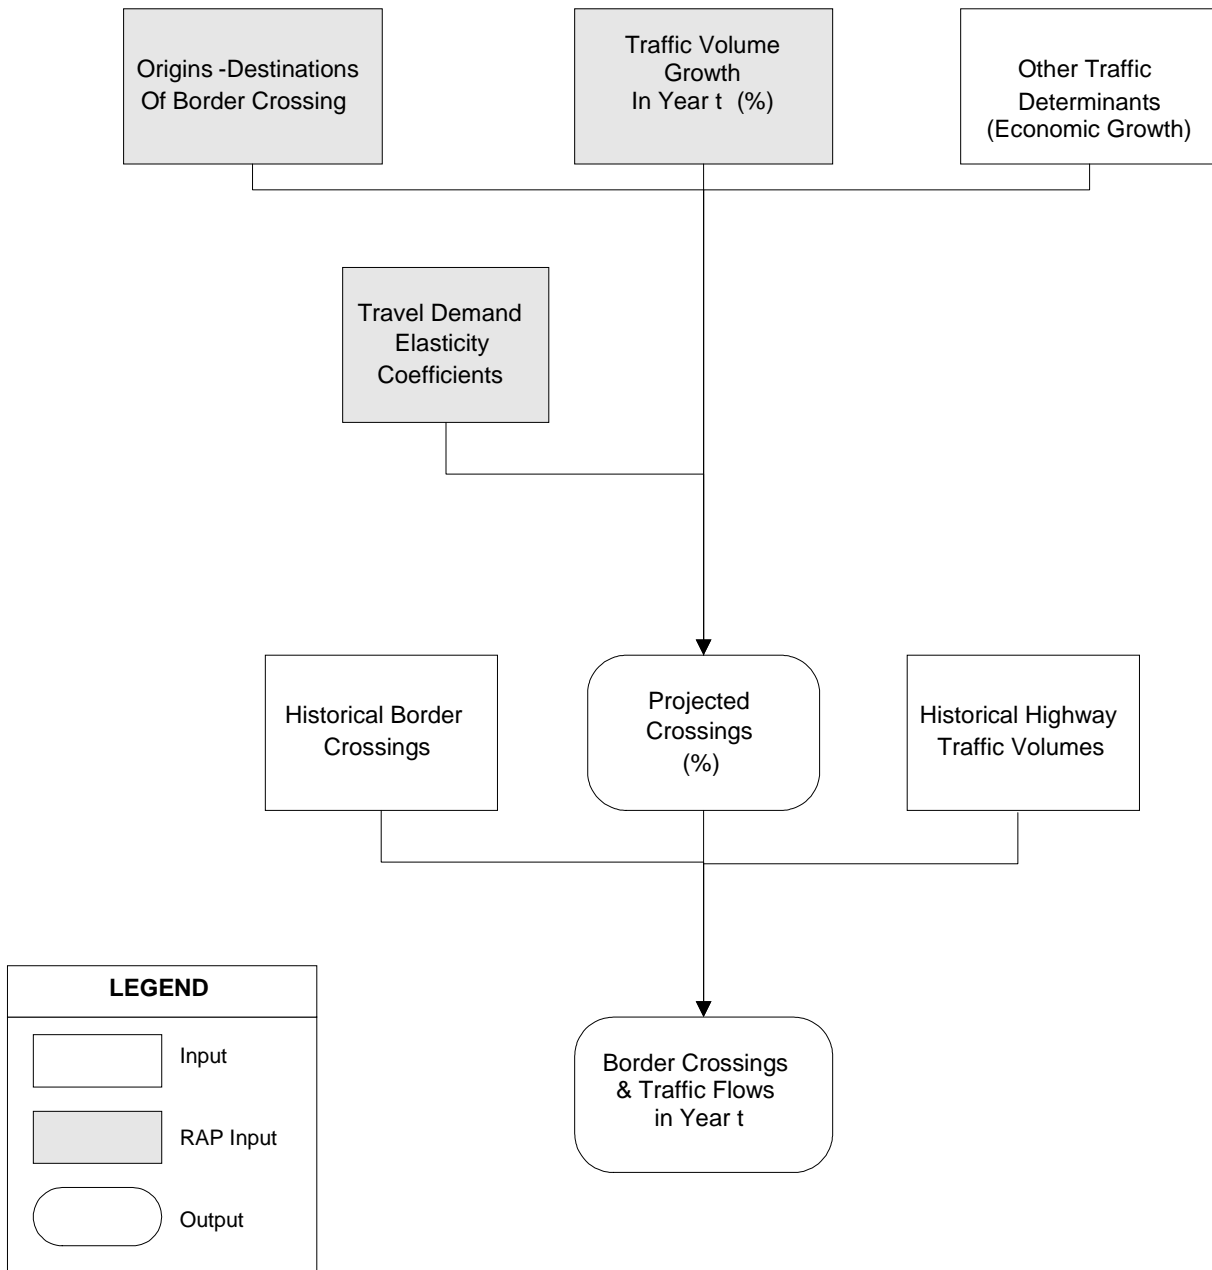 Origins -Destinations
Of Border Crossing
Traffic Volume
Growth
In Year t (%)
Other Traffic
Determinants
(Economic Growth)
Travel Demand
Elasticity
Coefficients
Historical Border
Crossings
Projected
Crossings
(%)
Historical Highway
Traffic Volumes
LEGEND
Input
RAP Input
Output
Border Crossings
& Traffic Flows
in Year t